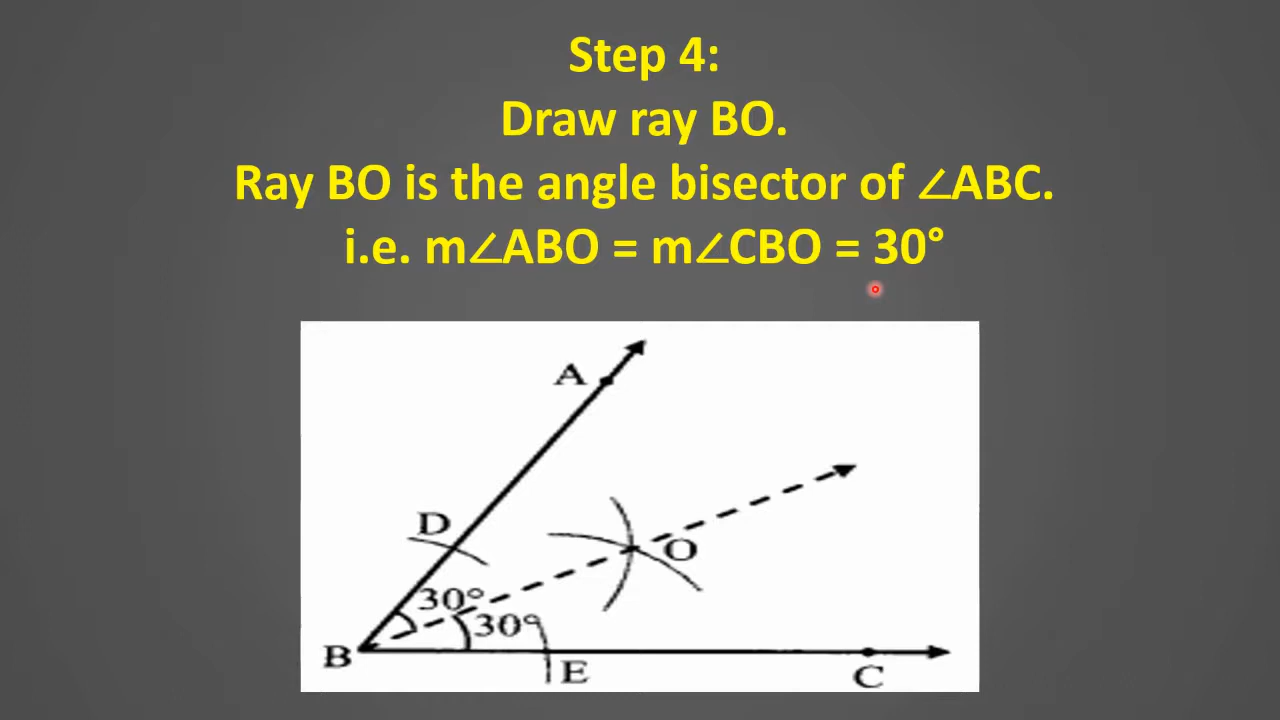 Step 4:
Draw ray BO.
Ray BO is the angle bisector of ∠ABC.
i.e. m∠ABO = m∠CBO = 30°
A
D
O
30°
30°
B
E
C